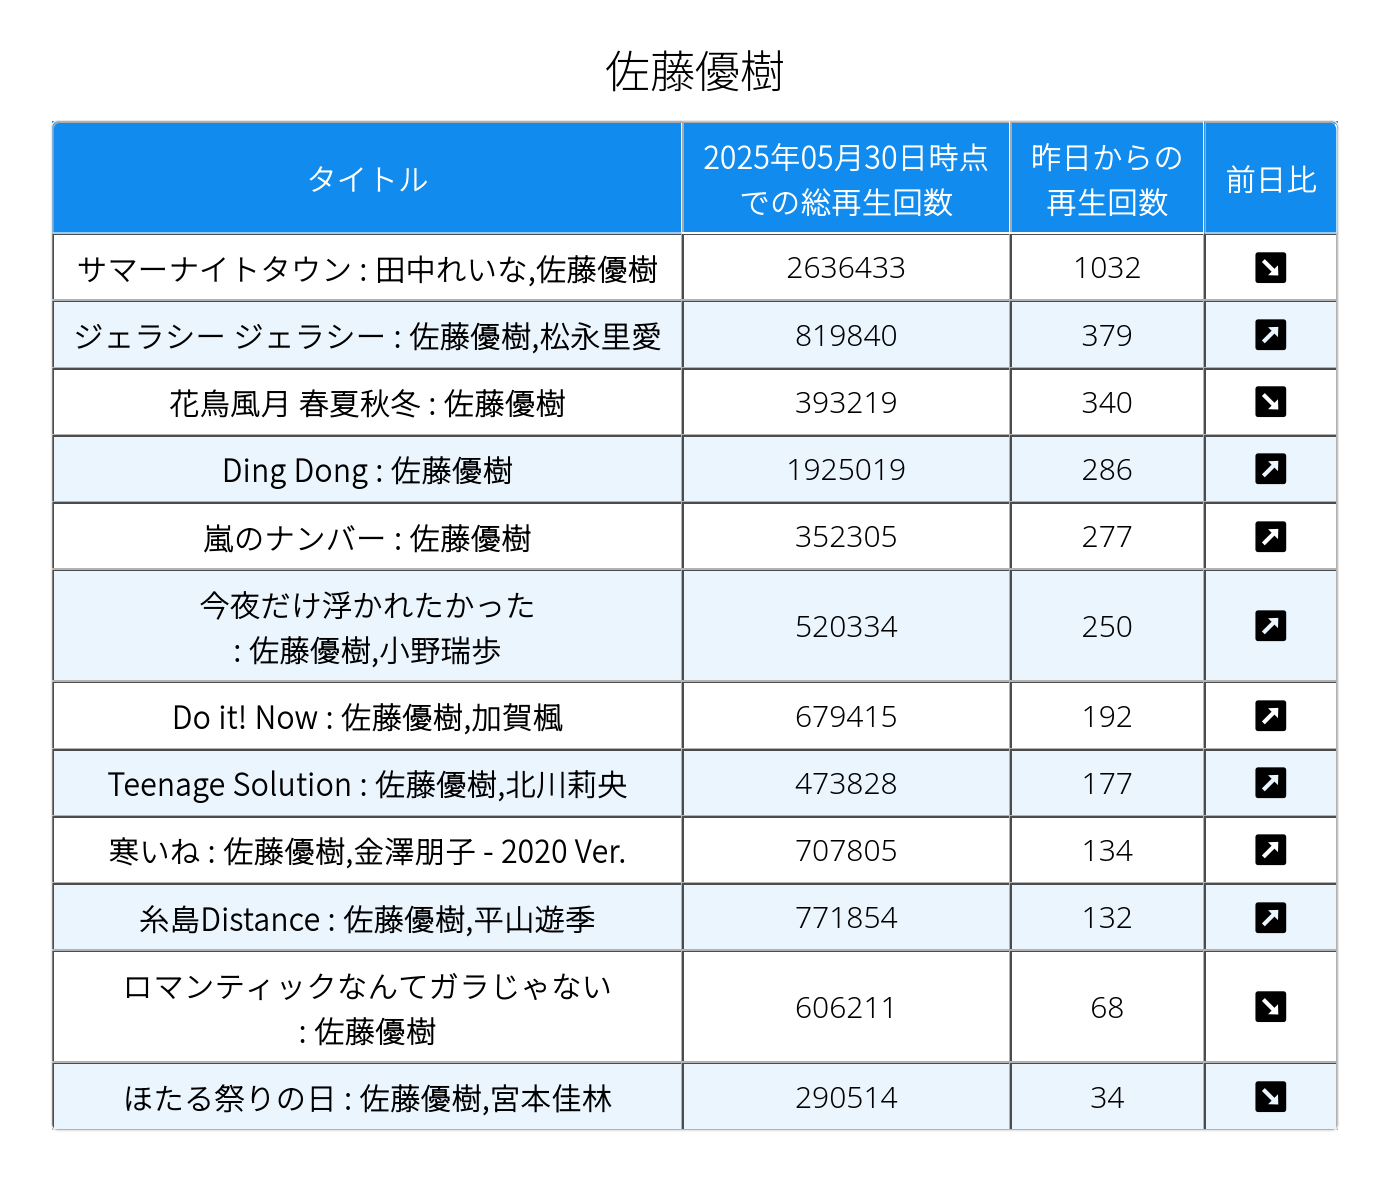 佐藤優樹
タイトル
2025年05月30日時点
での総再生回数
昨日からの
再生回数
前日比
サマーナイトタウン : 田中れいな,佐藤優樹 2636433 1032 ↘
ジェラシー ジェラシー : 佐藤優樹,松永里愛 819840 379 ↗
花鳥風月 春夏秋冬 : 佐藤優樹 393219 340 ↘
Ding Dong : 佐藤優樹 1925019 286 ↗
嵐のナンバー : 佐藤優樹 352305 277 ↗
今夜だけ浮かれたかった
: 佐藤優樹,小野瑞歩 520334 250 ↗
Do it! Now : 佐藤優樹,加賀楓 679415 192 ↗
Teenage Solution : 佐藤優樹,北川莉央 473828 177 ↗
寒いね : 佐藤優樹,金澤朋子 - 2020 Ver. 707805 134 ↗
糸島Distance : 佐藤優樹,平山遊季 771854 132 ↗
ロマンティックなんてガラじゃない
: 佐藤優樹 606211 68 ↘
ほたる祭りの日 : 佐藤優樹,宮本佳林 290514 34 ↘